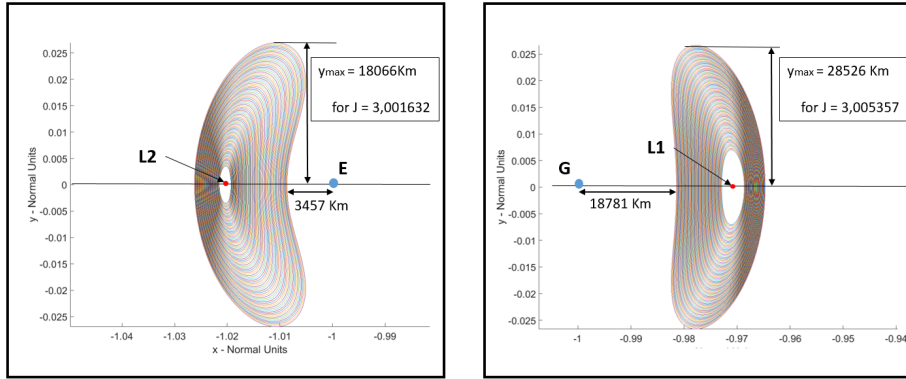 0.025
0.02
0.015
0.01
0.005
0
-0.005
-0.01
-0.015
-0.02
-0.025
y - Normal Units
-1.04
-1.03
-1.02
-1.01
-1
-0.99
x - Normal Units
ymax = 18066Km
for J = 3,001632
L2
E
3457 Km
0.025
0.02
0.015
0.01
0.005
0
-0.005
-0.01
-0.015
-0.02
-0.025
y - Normal Units
-1
-0.99
-0.98
-0.97
-0.96
-0.95
-0.94
ymax = 28526 Km
for J = 3,005357
L1
G
18781 Km